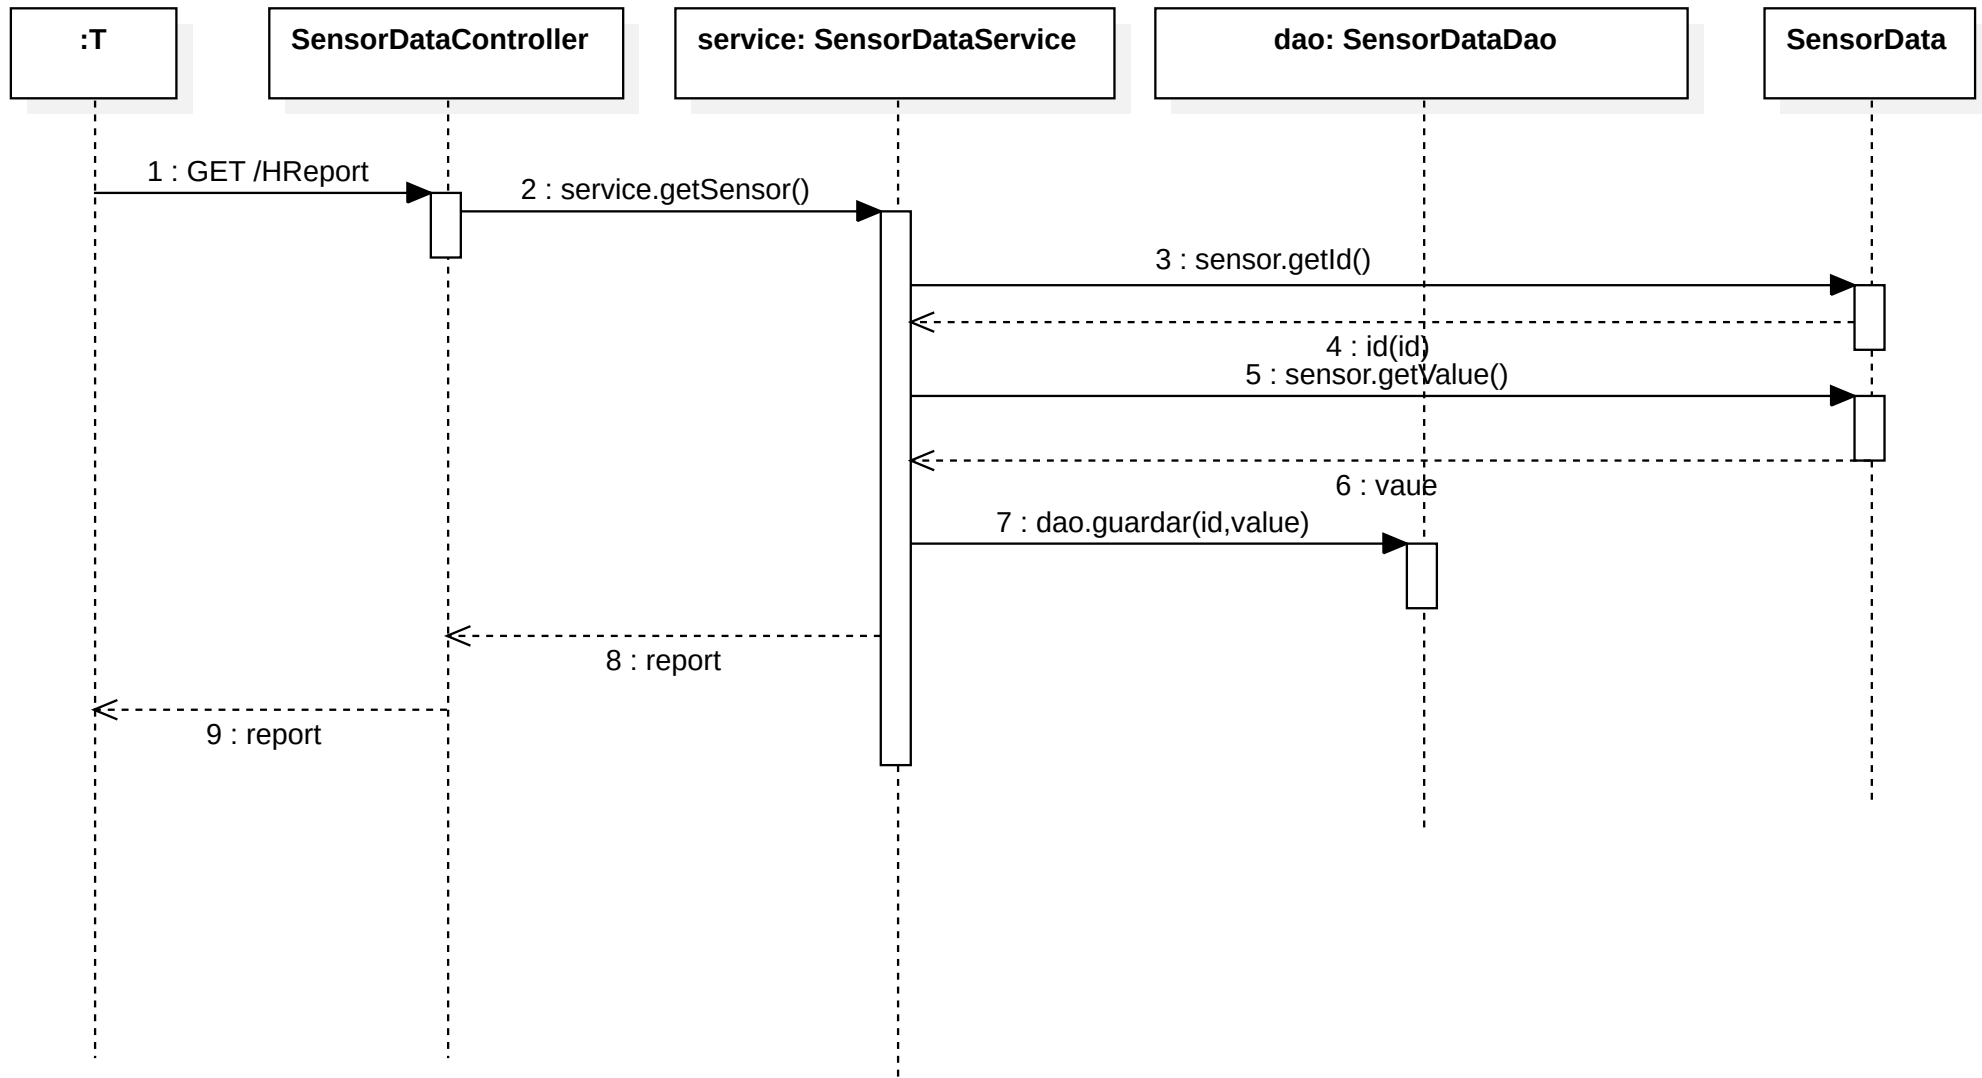 :T
SensorDataController
service: SensorDataService
dao: SensorDataDao
SensorData
1 : GET /HReport
2 : service.getSensor()
3 : sensor.getId()
4 : id(id)
5 : sensor.getValue()
6 : vaue
7 : dao.guardar(id,value)
8 : report
9 : report